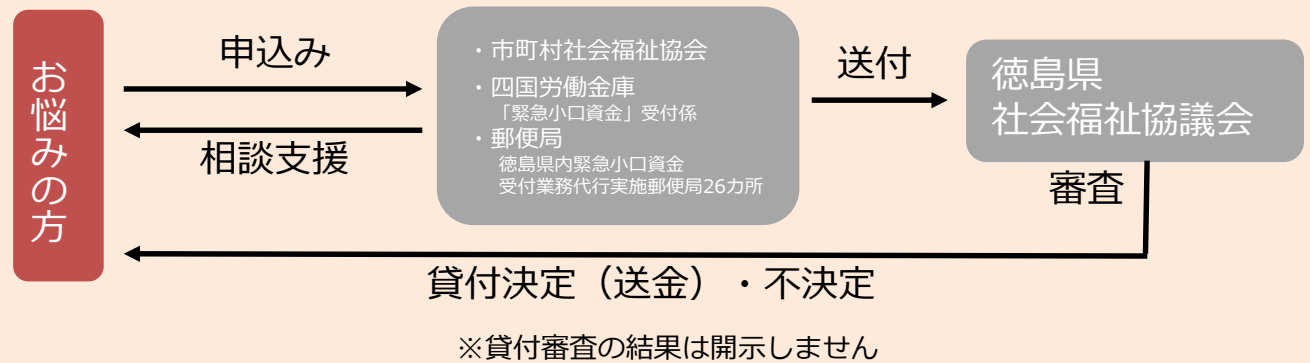 お悩みの方
申込み
相談支援
・市町村社会福祉協会
・四国労働金庫
「緊急小口資金」受付係
・郵便局
徳島県内緊急小口資金
受付業務代行実施郵便局26カ所
送付
徳島県
社会福祉協議会
審査
貸付決定（送金）・不決定
※貸付審査の結果は開示しません